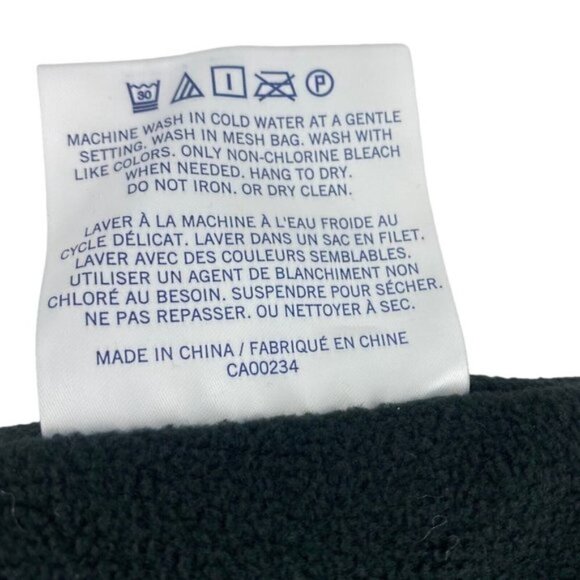 30 P
MACHINE WASH IN COLD WATER AT A GENTLE
SETTING. WASH IN MESH BAG. WASH WITH
LIKE COLORS. ONLY NON-CHLORINE BLEACH
WHEN NEEDED. HANG TO DRY.
DO NOT IRON. OR DRY CLEAN.
LAVER À LA MACHINE À L'EAU FROIDE AU
CYCLE DÉLICAT. LAVER DANS UN SAC EN FILET.
LAVER AVEC DES COULEURS SEMBLABLES.
UTILISER UN AGENT DE BLANCHIMENT NON
CHLORÉ AU BESOIN. SUSPENDRE POUR SÉCHER.
NE PAS REPASSER. OU NETTOYER À SEC.
MADE IN CHINA / FABRIQUÉ EN CHINE
CA00234